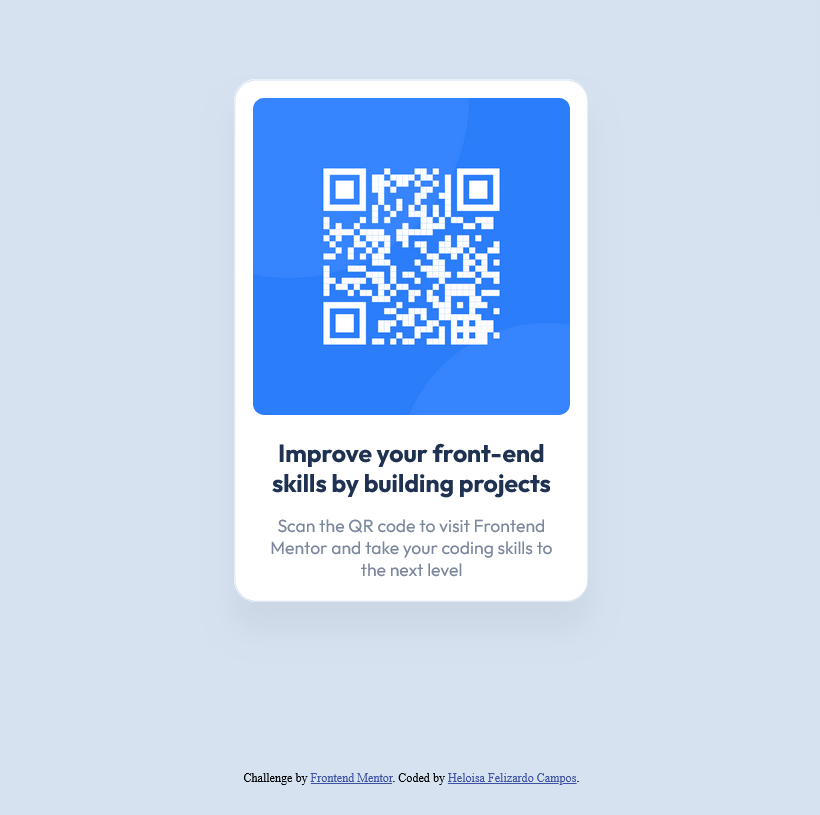 Improve your front-end
skills by building projects
Scan the QR code to visit Frontend
Mentor and take your coding skills to
the next level
Challenge by Frontend Mentor. Coded by Heloisa Felizardo Campos.